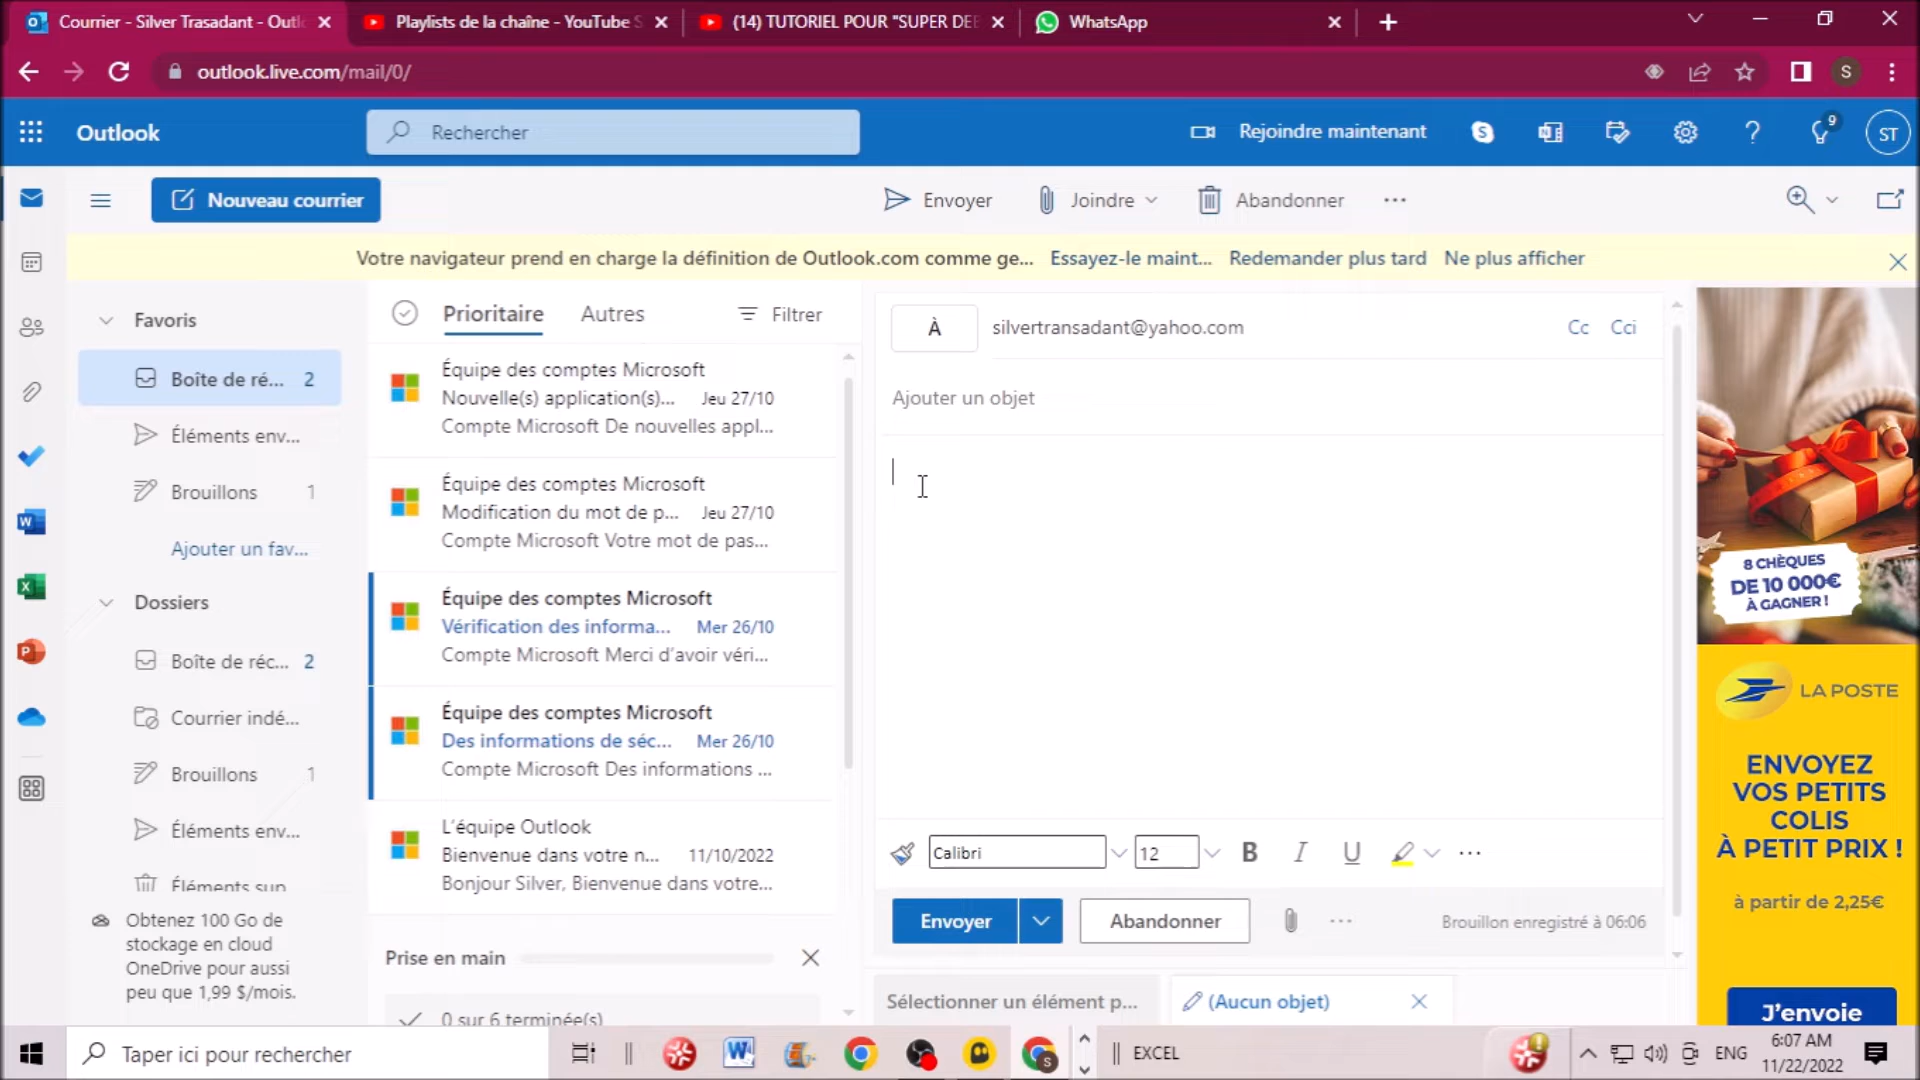 Courrier - Silver Trasadant - Outl
Playlists de la chaîne - YouTube S
(14) TUTORIEL POUR "SUPER DEB
WhatsApp
outlook.live.com/mail/0/
S
Outlook
Rechercher
Rejoindre maintenant
9
ST
Nouveau courrier
Envoyer
Joindre
Abandonner
Votre navigateur prend en charge la définition de Outlook.com comme ge... Essayez-le maint... Redemander plus tard Ne plus afficher
Favoris
Boîte de ré... 2
Éléments env...
Brouillons 1
Ajouter un fav...
Dossiers
Boîte de réc... 2
Courrier indé...
Brouillons 1
Éléments env...
Éléments sup
Obtenez 100 Go de
stockage en cloud
OneDrive pour aussi
peu que 1,99 $/mois.
Prioritaire Autres Filtrer
Équipe des comptes Microsoft
Nouvelle(s) application(s)... Jeu 27/10
Compte Microsoft De nouvelles appl...
Équipe des comptes Microsoft
Modification du mot de p... Jeu 27/10
Compte Microsoft Votre mot de pas...
Équipe des comptes Microsoft
Vérification des informa... Mer 26/10
Compte Microsoft Merci d'avoir véri...
Équipe des comptes Microsoft
Des informations de séc... Mer 26/10
Compte Microsoft Des informations ...
L'équipe Outlook
Bienvenue dans votre n... 11/10/2022
Bonjour Silver, Bienvenue dans votre...
Prise en main
0 sur 6 terminée(s)
À silvertransadant@yahoo.com Cc Cci
Ajouter un objet
Calibri 12 B I U
Envoyer Abandonner Brouillon enregistré à 06:06
Sélectionner un élément p... (Aucun objet)
8 CHÈQUES
DE 10 000€
À GAGNER !
LA POSTE
ENVOYEZ
VOS PETITS
COLIS
À PETIT PRIX !
à partir de 2,25€
J'envoie
Taper ici pour rechercher
EXCEL
ENG
6:07 AM
11/22/2022